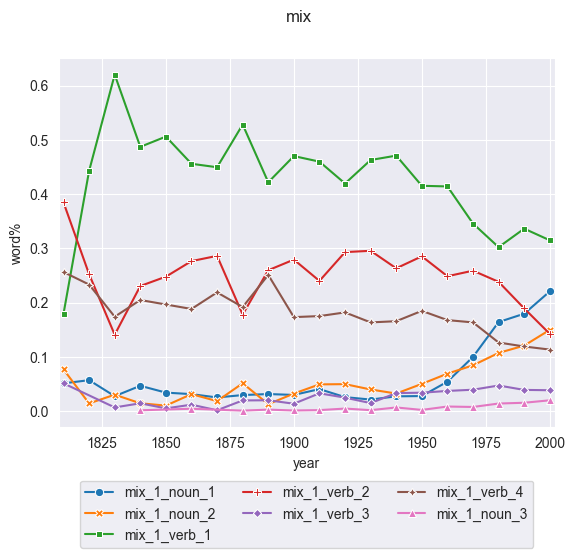 mix
0.6
0.5
0.4
0.3
0.2
0.1
0.0
word%
1825 1850 1875 1900 1925 1950 1975 2000
year
mix_1_noun_1 mix_1_verb_2 mix_1_verb_4
mix_1_noun_2 mix_1_verb_3 mix_1_noun_3
mix_1_verb_1